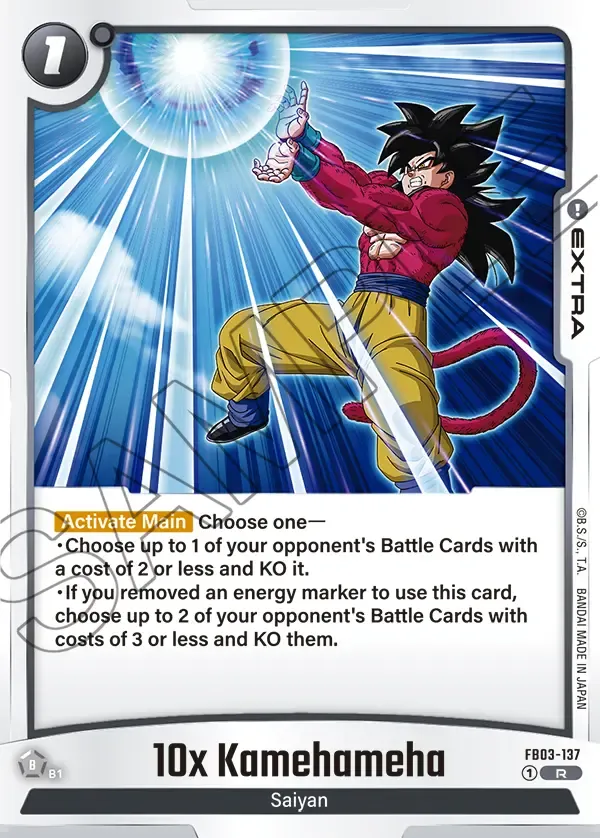 1
SAMPLE
! EXTRA
Activate Main Choose one—
・Choose up to 1 of your opponent's Battle Cards with
a cost of 2 or less and KO it.
・If you removed an energy marker to use this card,
choose up to 2 of your opponent's Battle Cards with
costs of 3 or less and KO them.
©B.S./S., T.A. BANDAI MADE IN JAPAN
10x Kamehameha
B B1
FB03-137
1 R
Saiyan